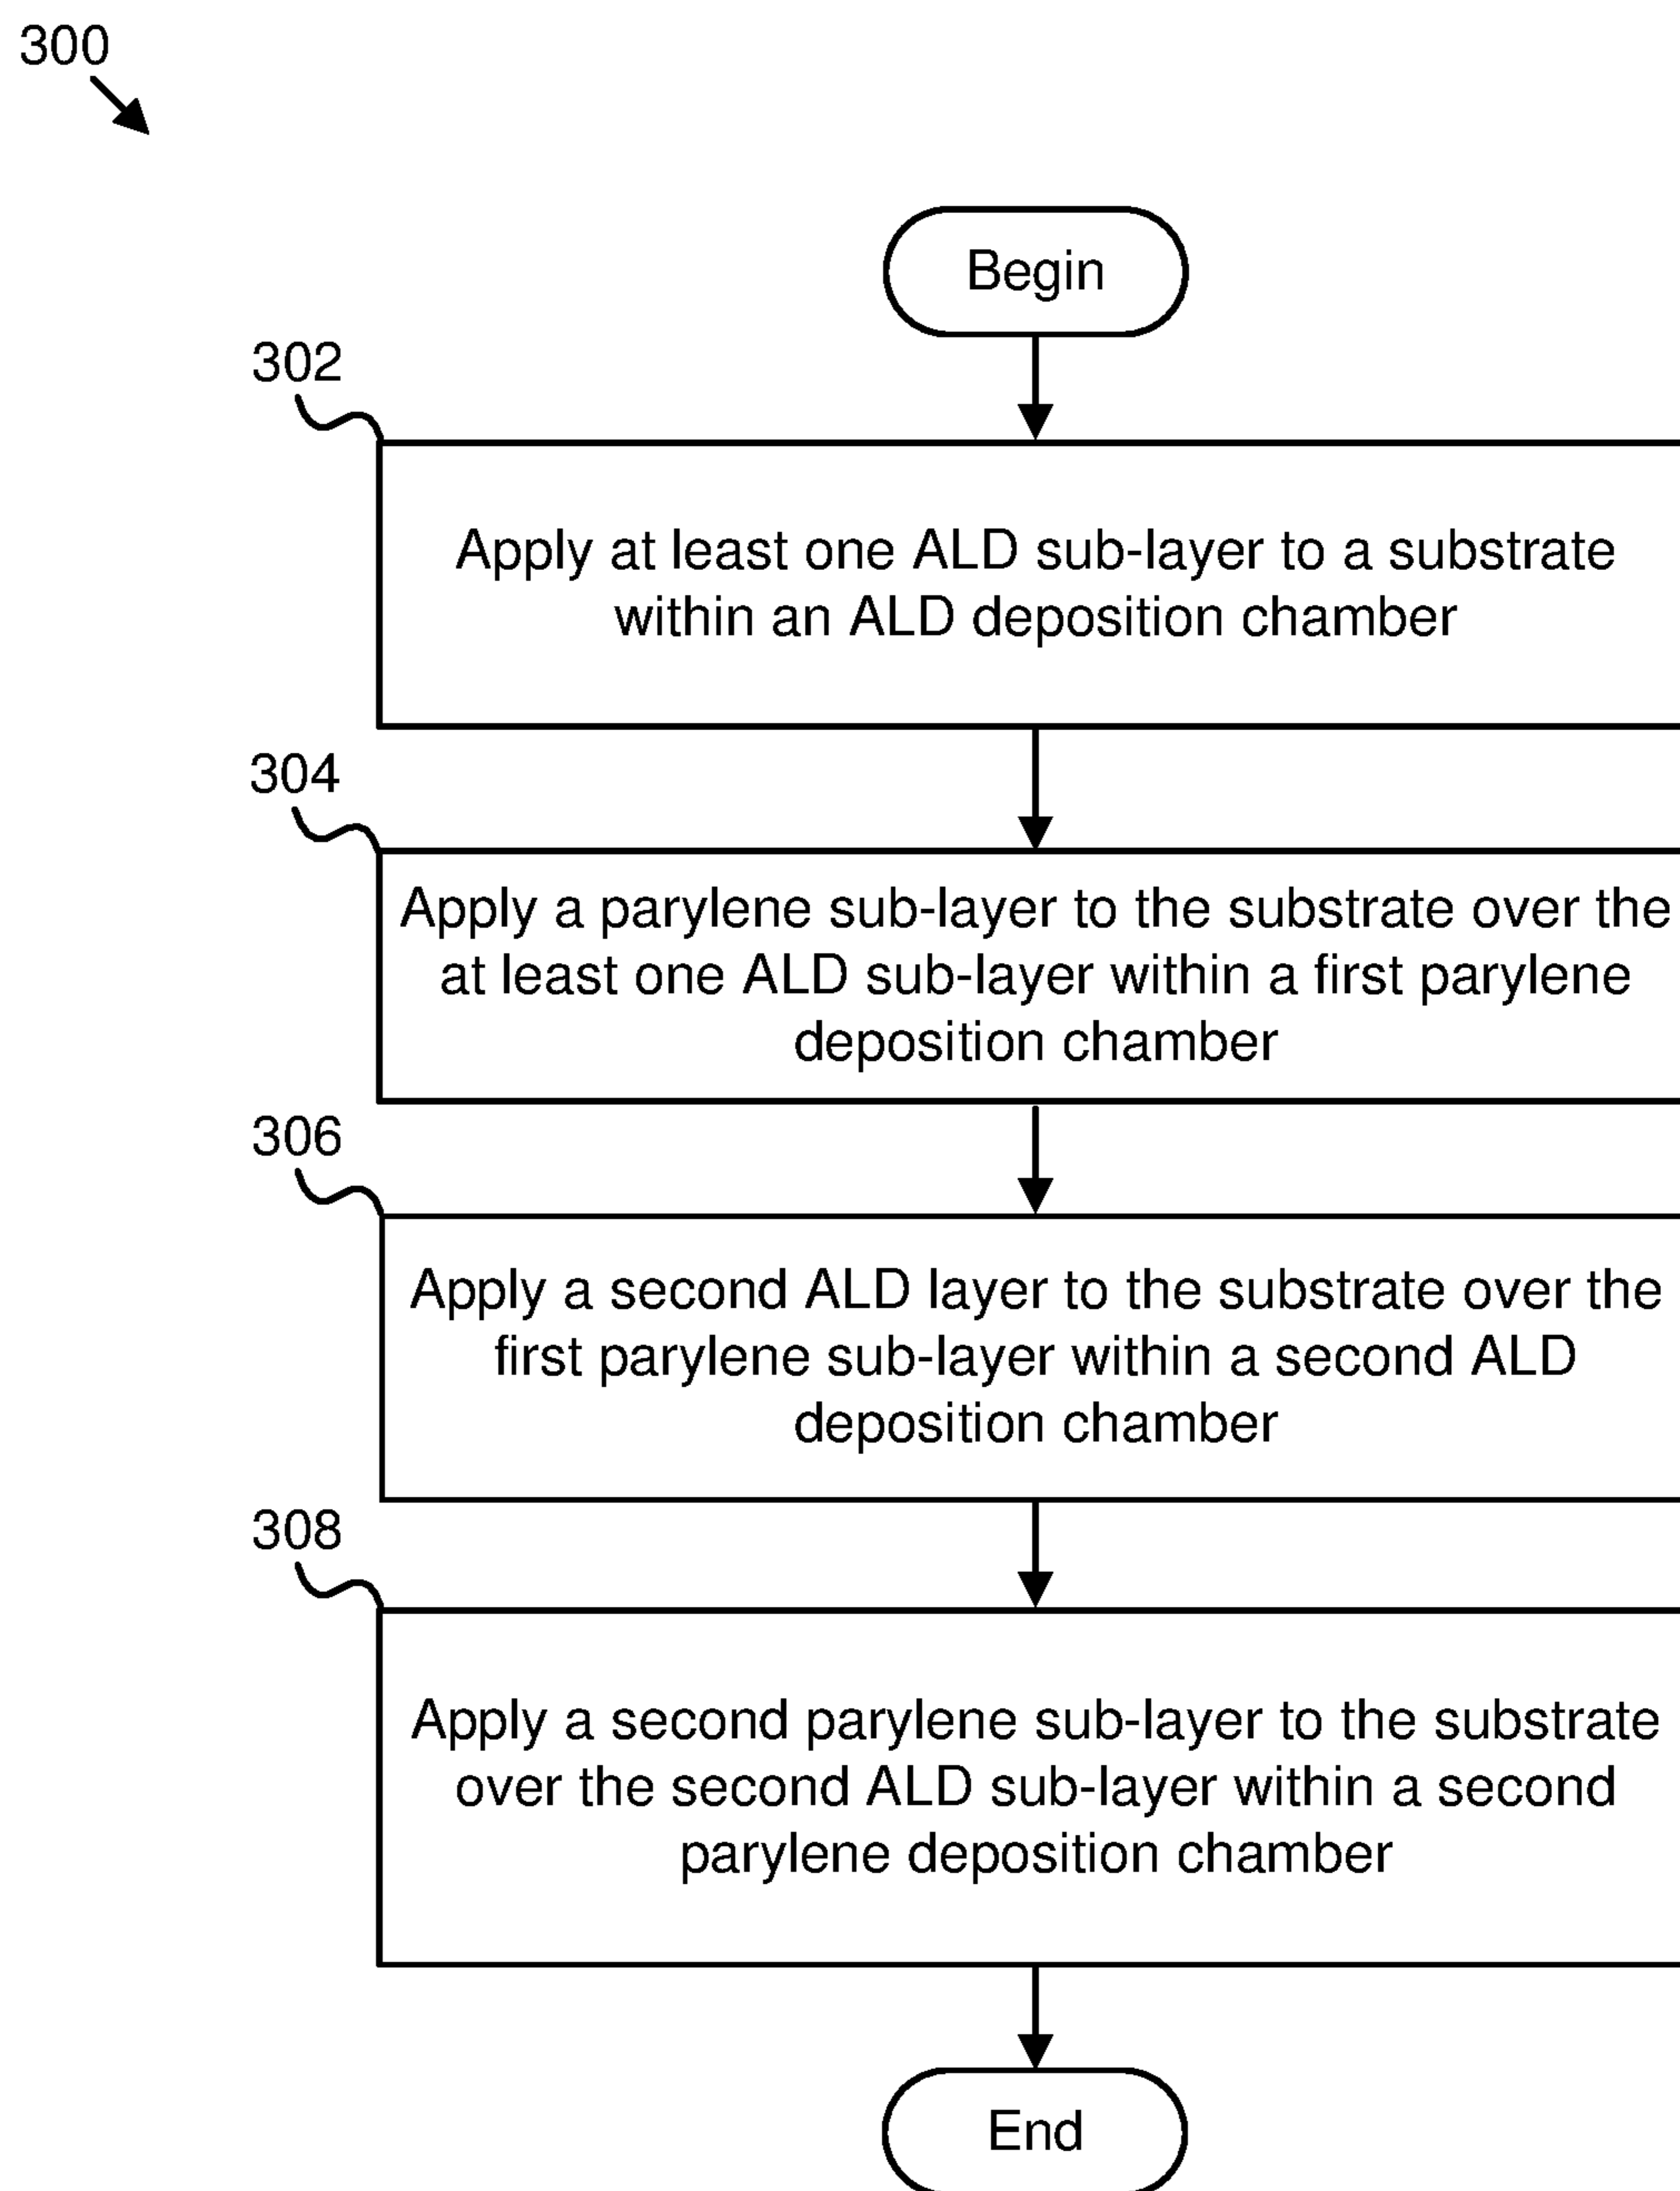 300
Begin
302
Apply at least one ALD sub-layer to a substrate
within an ALD deposition chamber
304
Apply a parylene sub-layer to the substrate over the
at least one ALD sub-layer within a first parylene
deposition chamber
306
Apply a second ALD layer to the substrate over the
first parylene sub-layer within a second ALD
deposition chamber
308
Apply a second parylene sub-layer to the substrate
over the second ALD sub-layer within a second
parylene deposition chamber
End